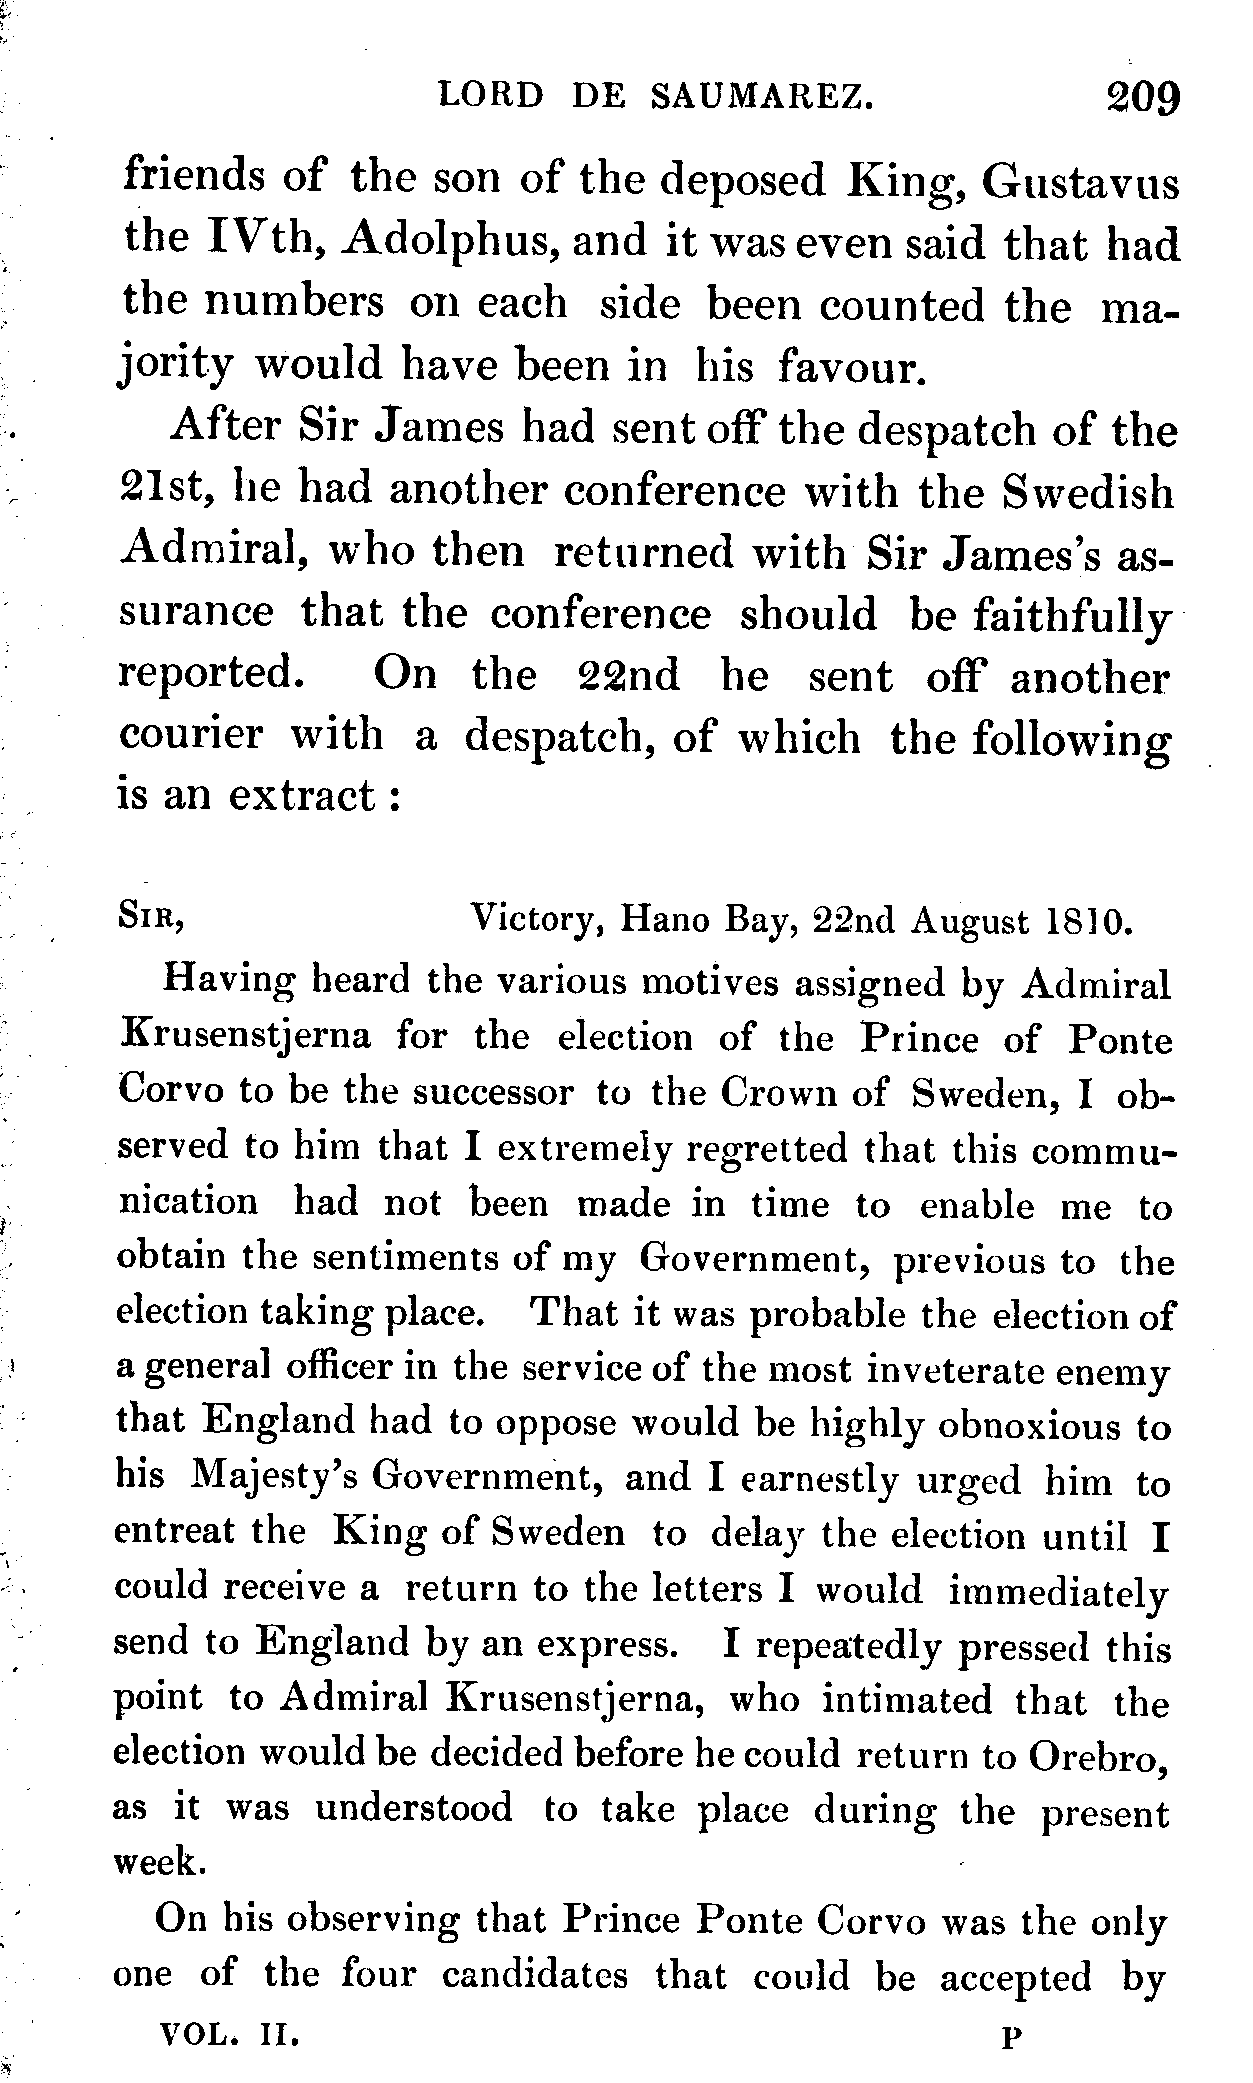 LORD DE SAUMAREZ. 209
friends of the son of the deposed King, Gustavus
the IVth, Adolphus, and it was even said that had
the numbers on each side been counted the ma-
jority would have been in his favour.
After Sir James had sent off the despatch of the
21st, he had another conference with the Swedish
Admiral, who then returned with Sir James's as-
surance that the conference should be faithfully
reported. On the 22nd he sent off another
courier with a despatch, of which the following
is an extract :
SIR, Victory, Hano Bay, 22nd August 1810.
Having heard the various motives assigned by Admiral
Krusenstjerna for the election of the Prince of Ponte
Corvo to be the successor to the Crown of Sweden, I ob-
served to him that I extremely regretted that this commu-
nication had not been made in time to enable me to
obtain the sentiments of my Government, previous to the
election taking place. That it was probable the election of
a general officer in the service of the most inveterate enemy
that England had to oppose would be highly obnoxious to
his Majesty's Government, and I earnestly urged him to
entreat the King of Sweden to delay the election until I
could receive a return to the letters I would immediately
send to England by an express. I repeatedly pressed this
point to Admiral Krusenstjerna, who intimated that the
election would be decided before he could return to Orebro,
as it was understood to take place during the present
week.
On his observing that Prince Ponte Corvo was the only
one of the four candidates that could be accepted by
VOL. II. P